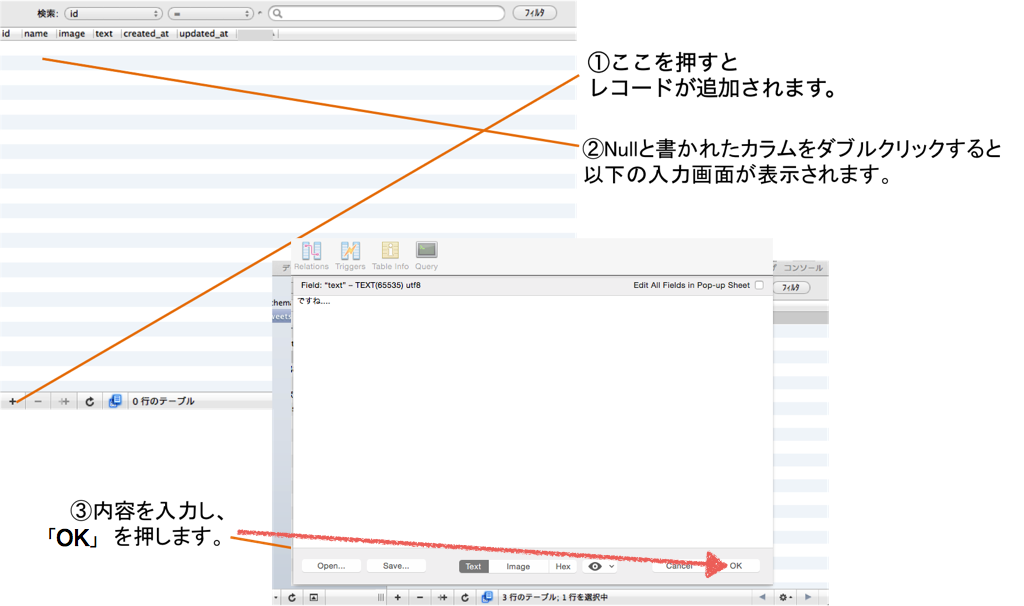 検索: id = フィルタ
id name image text created_at updated_at
①ここを押すと
レコードが追加されます。
②Nullと書かれたカラムをダブルクリックすると
以下の入力画面が表示されます。
Relations Triggers Table Info Query
コンソール
Field: "text" – TEXT(65535) utf8 Edit All Fields in Pop-up Sheet
フィルタ
ですね....
0 行のテーブル
③内容を入力し、
「OK」 を押します。
Open... Save... Text Image Hex Cancel OK
3 行のテーブル; 1 行を選択中